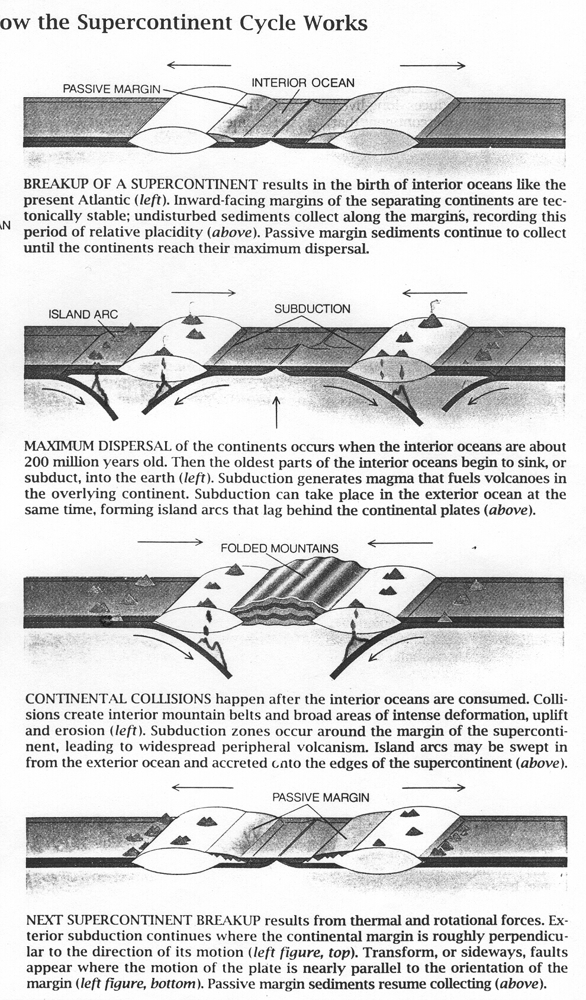 ow the Supercontinent Cycle Works
PASSIVE MARGIN
INTERIOR OCEAN
BREAKUP OF A SUPERCONTINENT results in the birth of interior oceans like the
present Atlantic (left). Inward-facing margins of the separating continents are tec-
tonically stable; undisturbed sediments collect along the margins, recording this
AN
period of relative placidity (above). Passive margin sediments continue to collect
until the continents reach their maximum dispersal.
ISLAND ARC
SUBDUCTION
MAXIMUM DISPERSAL of the continents occurs when the interior oceans are about
200 million years old. Then the oldest parts of the interior oceans begin to sink, or
subduct, into the earth (left). Subduction generates magma that fuels volcanoes in
the overlying continent. Subduction can take place in the exterior ocean at the
same time, forming island arcs that lag behind the continental plates (above).
FOLDED MOUNTAINS
CONTINENTAL COLLISIONS happen after the interior oceans are consumed. Colli-
sions create interior mountain belts and broad areas of intense deformation, uplift
and erosion (left). Subduction zones occur around the margin of the superconti-
nent, leading to widespread peripheral volcanism. Island arcs may be swept in
from the exterior ocean and accreted onto the edges of the supercontinent (above).
PASSIVE MARGIN
NEXT SUPERCONTINENT BREAKUP results from thermal and rotational forces. Ex-
terior subduction continues where the continental margin is roughly perpendicu-
lar to the direction of its motion (left figure, top). Transform, or sideways, faults
appear where the motion of the plate is nearly parallel to the orientation of the
margin (left figure, bottom). Passive margin sediments resume collecting (above).